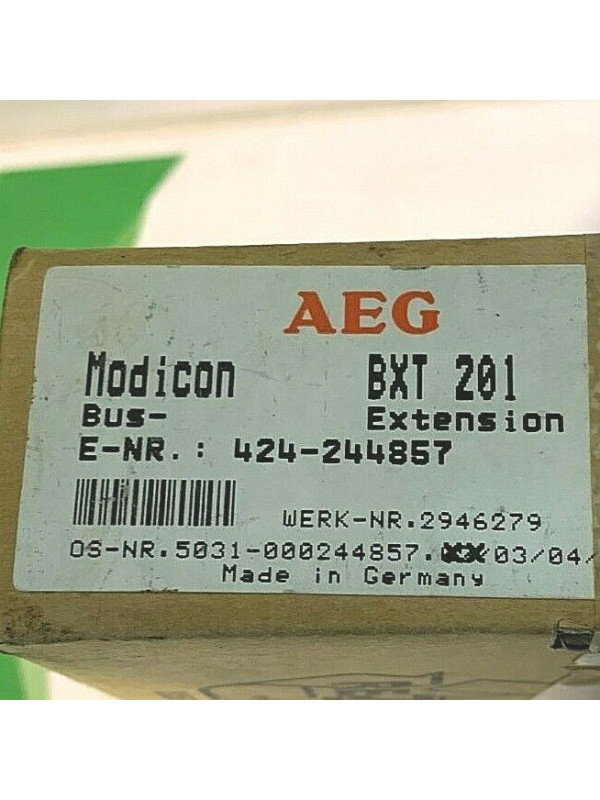 AEG
Modicon BXT 201
Bus- Extension
E-NR.: 424-244857
WERK-NR.2946279
OS-NR.5031-000244857. 03/04/
Made in Germany